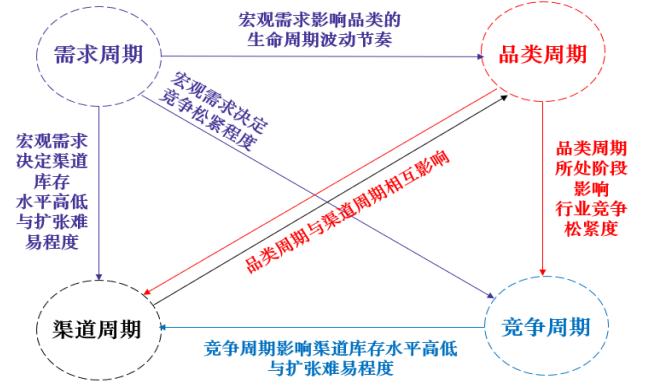 宏观需求影响品类的
生命周期波动节奏
需求周期
品类周期
宏观需求决定
竞争松紧程度
宏观需求
决定渠道
库存
水平高低
与扩张难
易程度
品类周期
所处阶段
影响
行业竞争
松紧度
品类周期与渠道周期相互影响
渠道周期
竞争周期
竞争周期影响渠道库存水平高低
与扩张难易程度